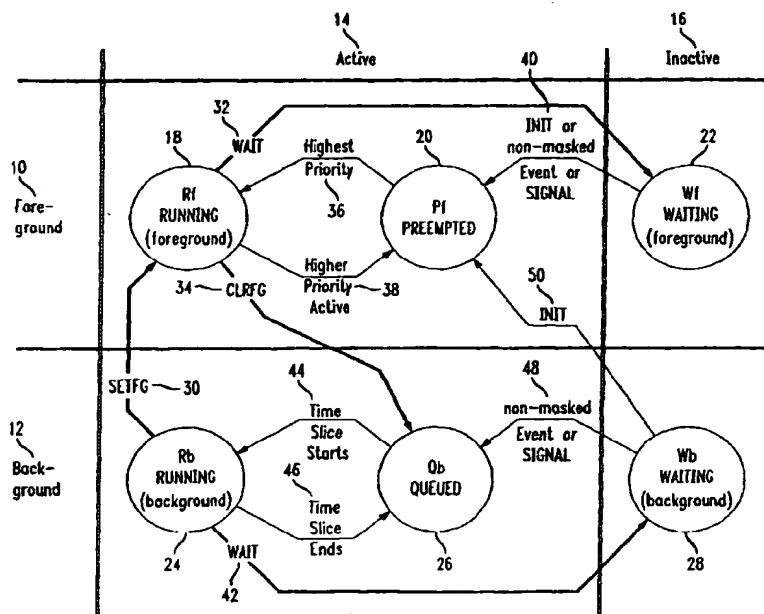 14
Active
16
Inactive
40
32
WAIT
18
Highest
Priority
36
20
INIT or
non-masked
Event or
SIGNAL
22
10
Fore-
ground
Rf
RUNNING
(foreground)
Pf
PREEMPTED
Wf
WAITING
(foreground)
34
CLRFG
Higher
Priority
Active
38
50
INIT
SETFG
30
44
Time
Slice
Starts
48
non-masked
Event or
SIGNAL
12
Back-
ground
Rb
RUNNING
(background)
46
Time
Slice
Ends
Qb
QUEUED
Wb
WAITING
(background)
24
WAIT
42
26
28